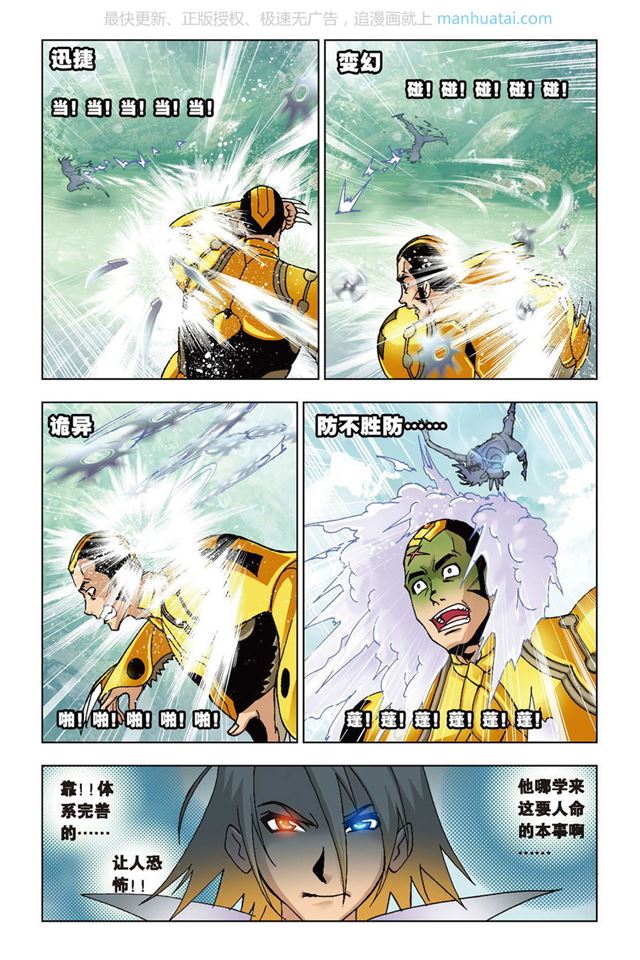 最快更新、正版授权、极速无广告，追漫画就上 manhuatai.com
迅捷
当！当！当！当！当！
变幻
碰！碰！碰！碰！碰！
诡异
啪！啪！啪！啪！啪！
防不胜防……
蓬！蓬！蓬！蓬！蓬！蓬！
靠！！体
系完善
的……
让人恐
怖！！
他哪学来
这要人命
的本事啊
……